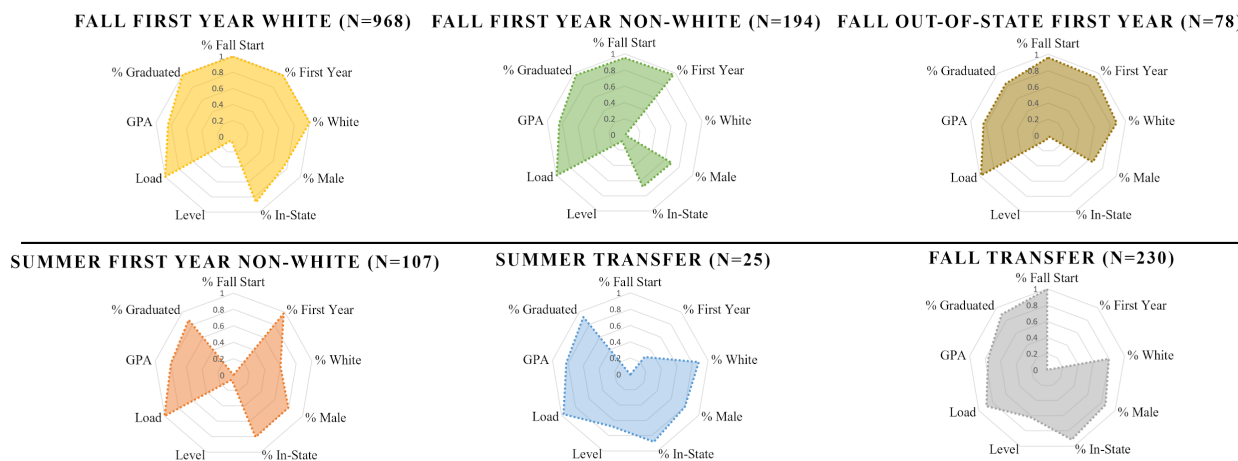 FALL FIRST YEAR WHITE (N=968)
% Fall Start
1
0.8
0.6
0.4
0.2
0
% First Year
% White
% Male
% In-State
Level
Load
GPA
% Graduated
FALL FIRST YEAR NON-WHITE (N=194)
% Fall Start
1
0.8
0.6
0.4
0.2
0
% First Year
% White
% Male
% In-State
Level
Load
GPA
% Graduated
FALL OUT-OF-STATE FIRST YEAR (N=78)
% Fall Start
1
0.8
0.6
0.4
0.2
0
% First Year
% White
% Male
% In-State
Level
Load
GPA
% Graduated
SUMMER FIRST YEAR NON-WHITE (N=107)
% Fall Start
1
0.8
0.6
0.4
0.2
0
% First Year
% White
% Male
% In-State
Level
Load
GPA
% Graduated
SUMMER TRANSFER (N=25)
% Fall Start
1
0.8
0.6
0.4
0.2
0
% First Year
% White
% Male
% In-State
Level
Load
GPA
% Graduated
FALL TRANSFER (N=230)
% Fall Start
1
0.8
0.6
0.4
0.2
0
% First Year
% White
% Male
% In-State
Level
Load
GPA
% Graduated